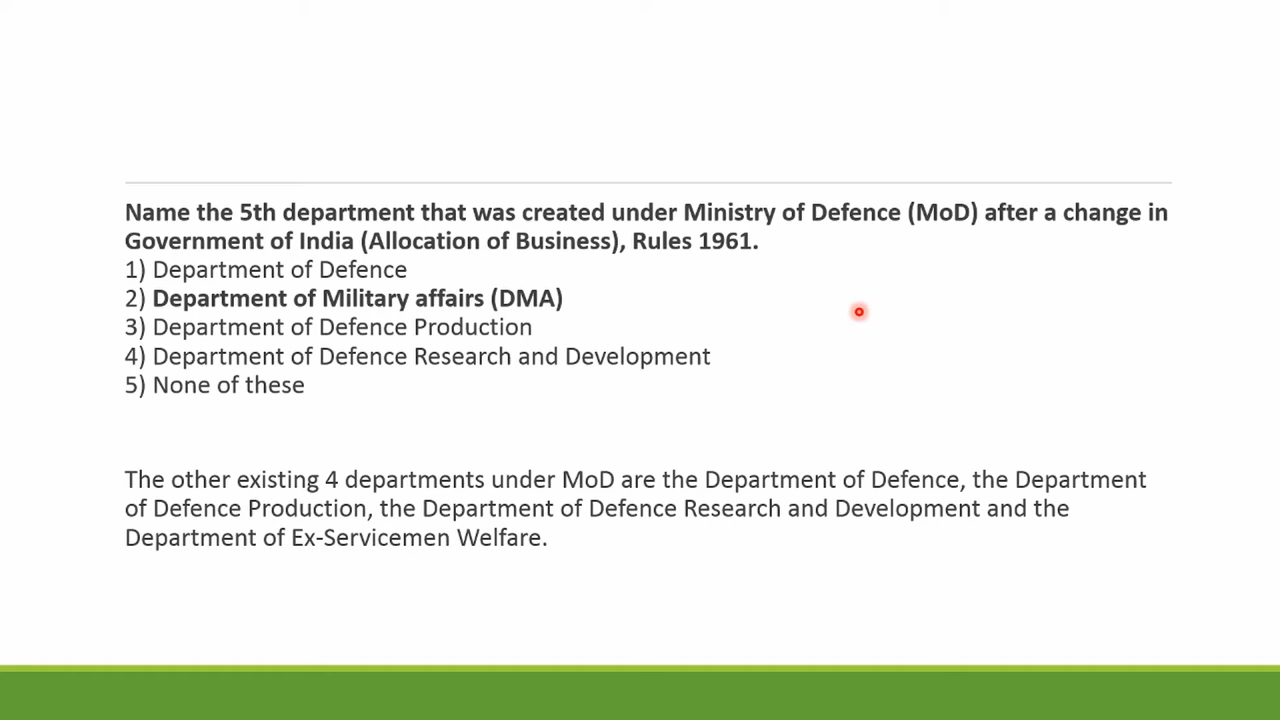 Name the 5th department that was created under Ministry of Defence (MoD) after a change in
Government of India (Allocation of Business), Rules 1961.
1) Department of Defence
2) Department of Military affairs (DMA)
3) Department of Defence Production
4) Department of Defence Research and Development
5) None of these
The other existing 4 departments under MoD are the Department of Defence, the Department
of Defence Production, the Department of Defence Research and Development and the
Department of Ex-Servicemen Welfare.